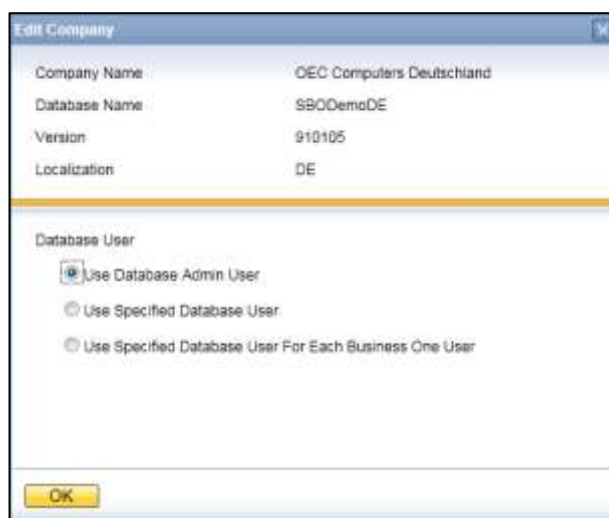 Edit Company
Company Name OEC Computers Deutschland
Database Name SBODemoDE
Version 910105
Localization DE
Database User
Use Database Admin User
Use Specified Database User
Use Specified Database User For Each Business One User
OK